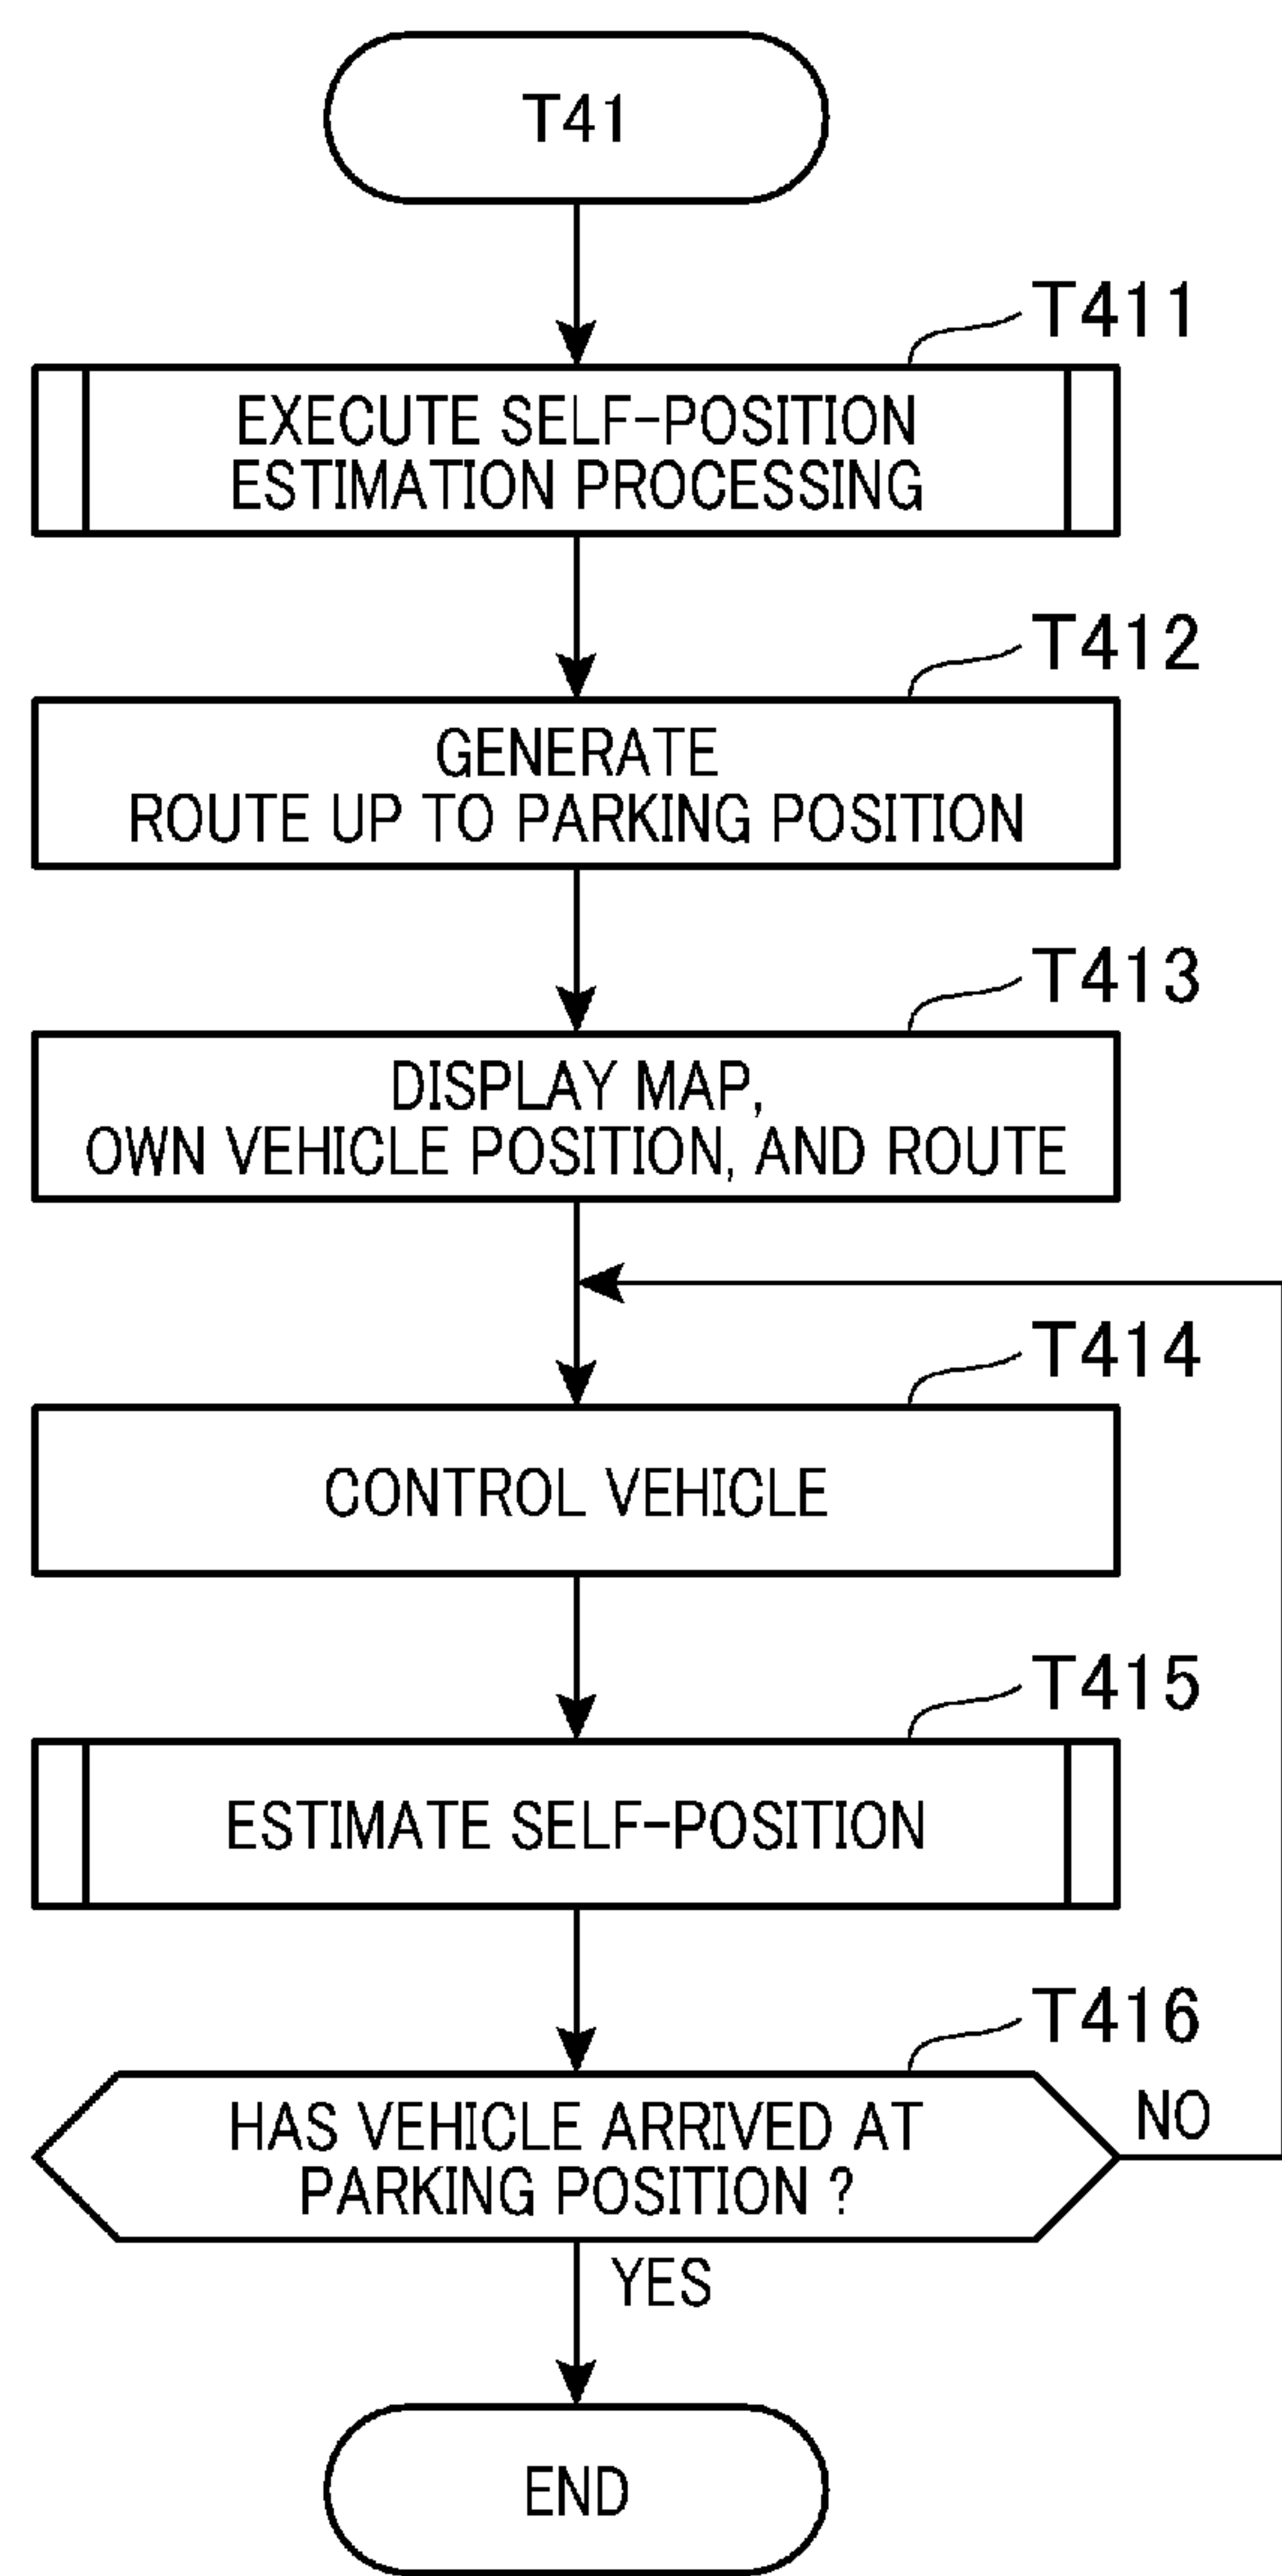 T41
T411
EXECUTE SELF-POSITION
ESTIMATION PROCESSING
T412
GENERATE
ROUTE UP TO PARKING POSITION
T413
DISPLAY MAP,
OWN VEHICLE POSITION, AND ROUTE
T414
CONTROL VEHICLE
T415
ESTIMATE SELF-POSITION
T416
HAS VEHICLE ARRIVED AT
PARKING POSITION ?
NO
YES
END